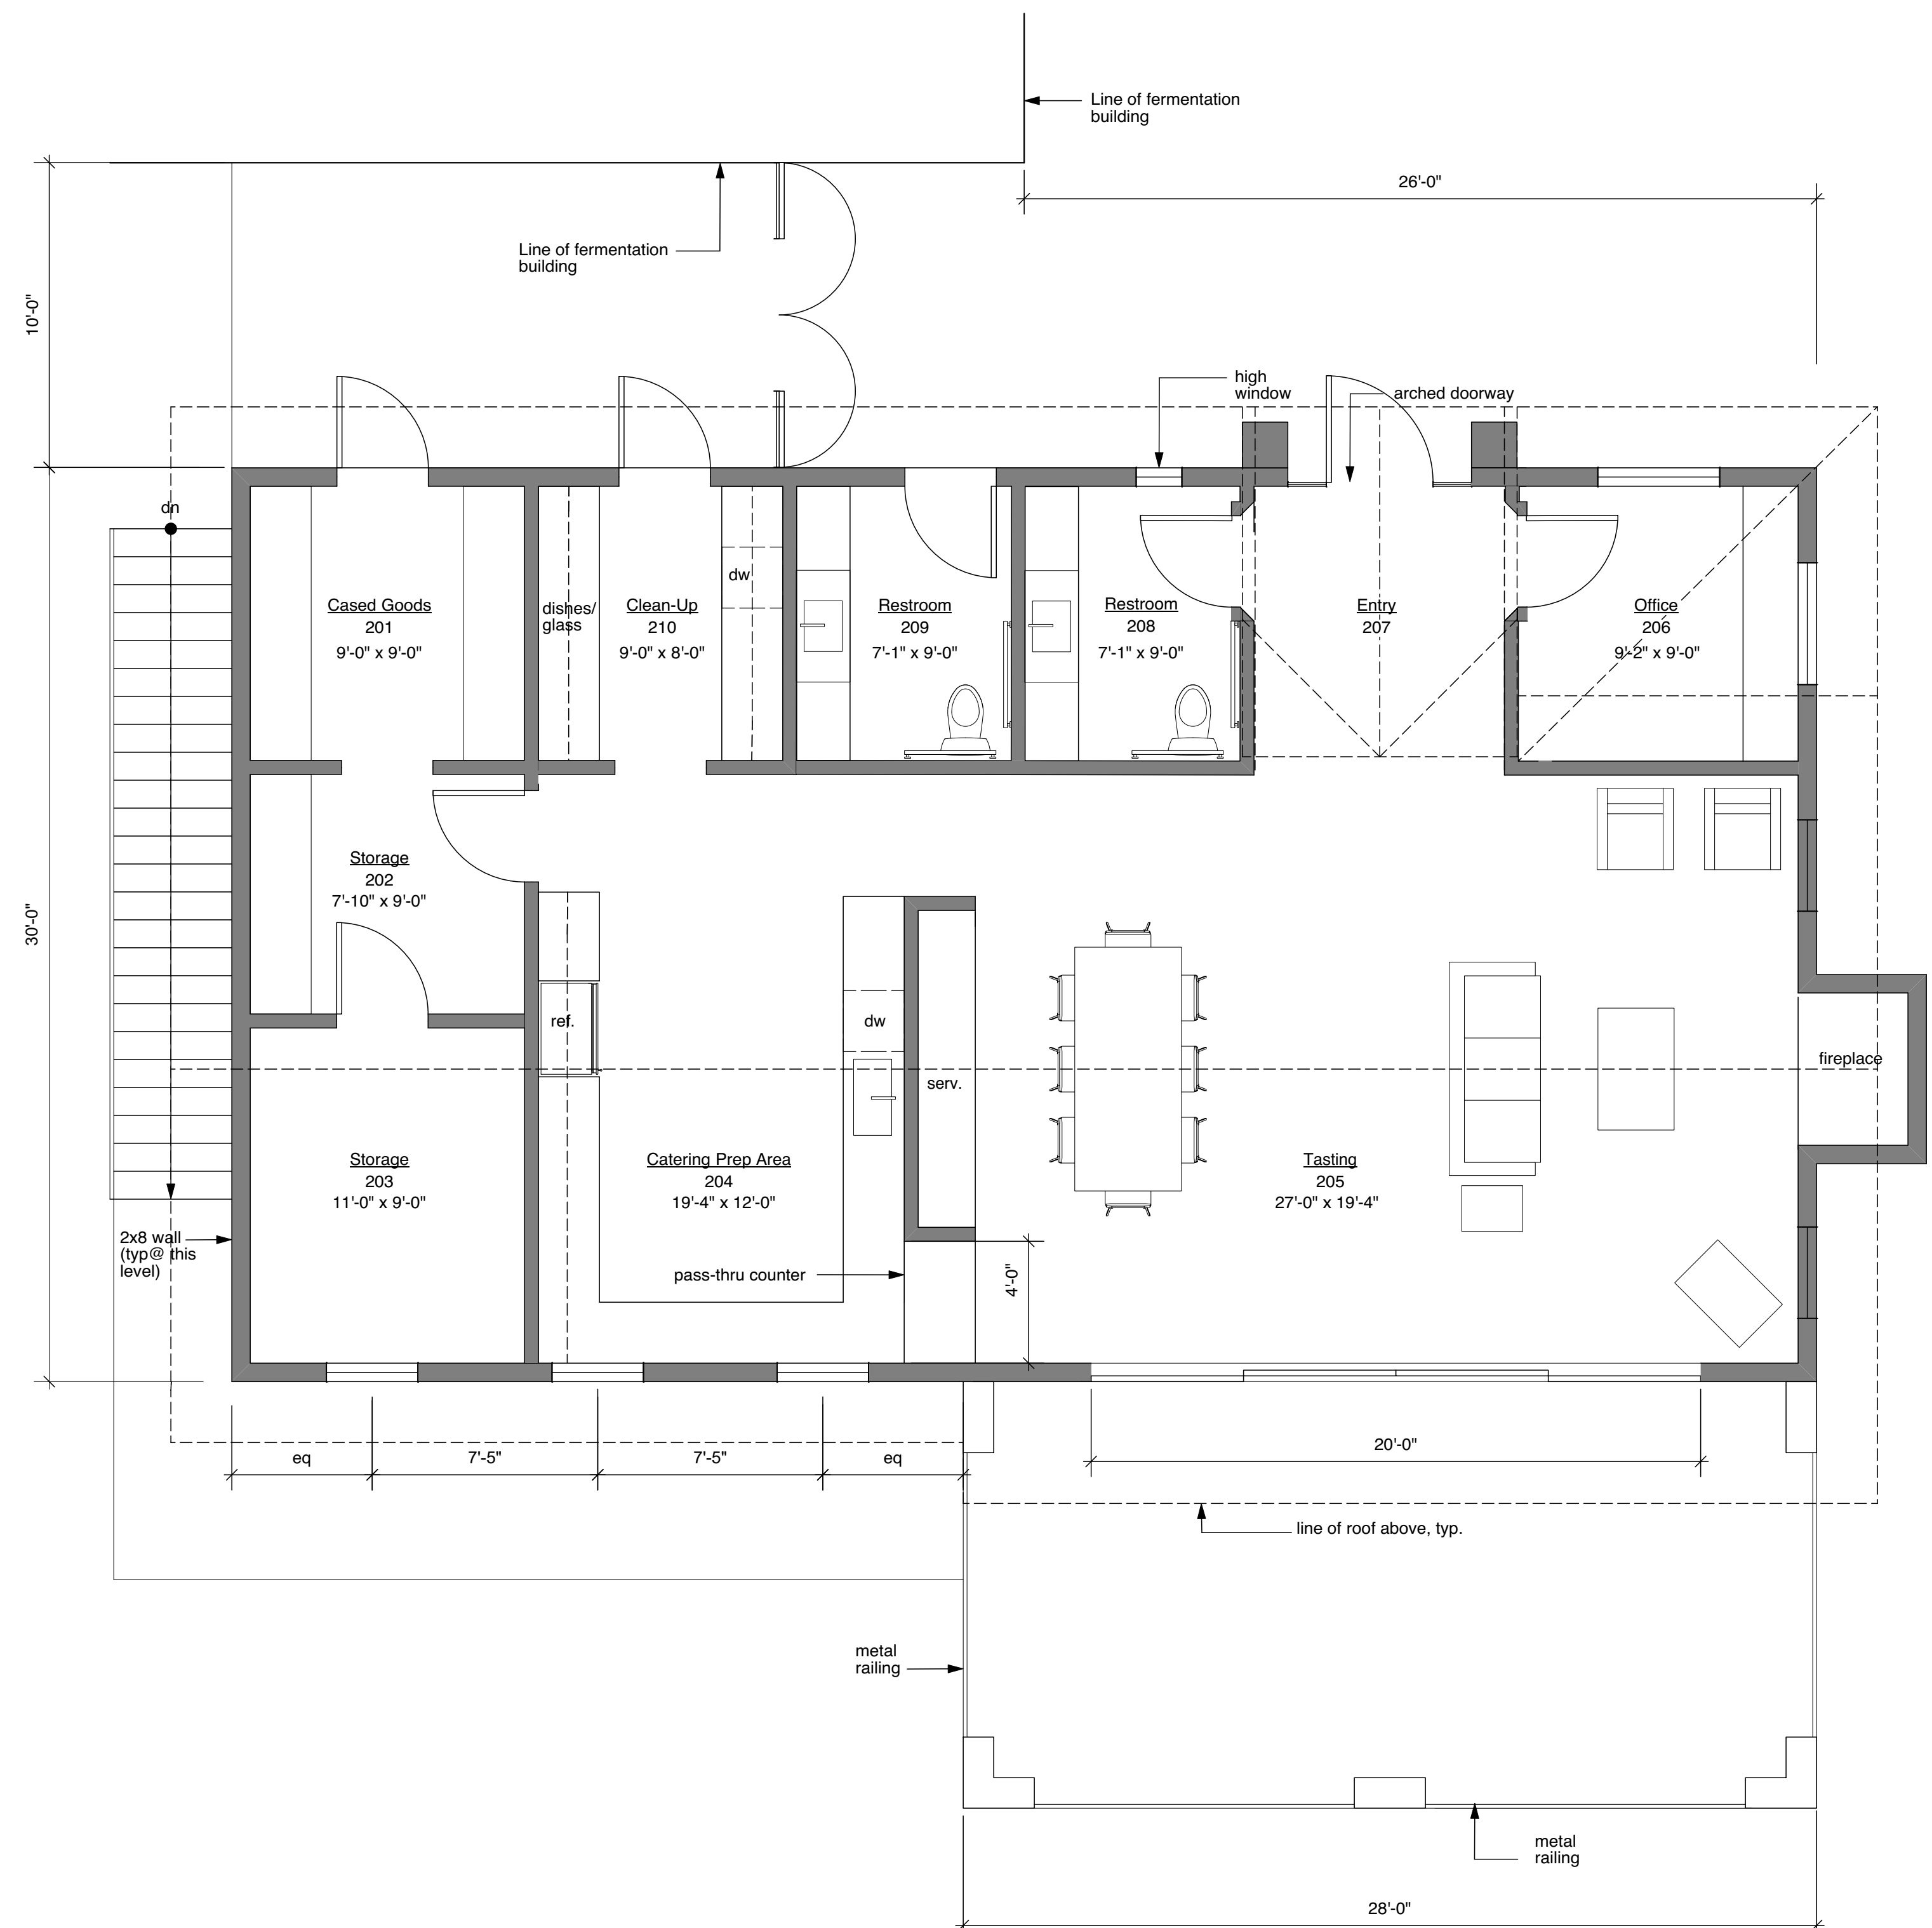 Line of fermentation
building
26'-0"
Line of fermentation
building
10'-0"
high
window
arched doorway
dn
dw
Cased Goods
201
9'-0" x 9'-0"
dishes/
glass
Clean-Up
210
9'-0" x 8'-0"
Restroom
209
7'-1" x 9'-0"
Restroom
208
7'-1" x 9'-0"
Entry
207
Office
206
9'-2" x 9'-0"
Storage
202
7'-10" x 9'-0"
30'-0"
ref.
dw
serv.
fireplace
Storage
203
11'-0" x 9'-0"
Catering Prep Area
204
19'-4" x 12'-0"
Tasting
205
27'-0" x 19'-4"
2x8 wall
(typ@ this
level)
pass-thru counter
4'-0"
eq
7'-5"
7'-5"
eq
20'-0"
line of roof above, typ.
metal
railing
metal
railing
28'-0"